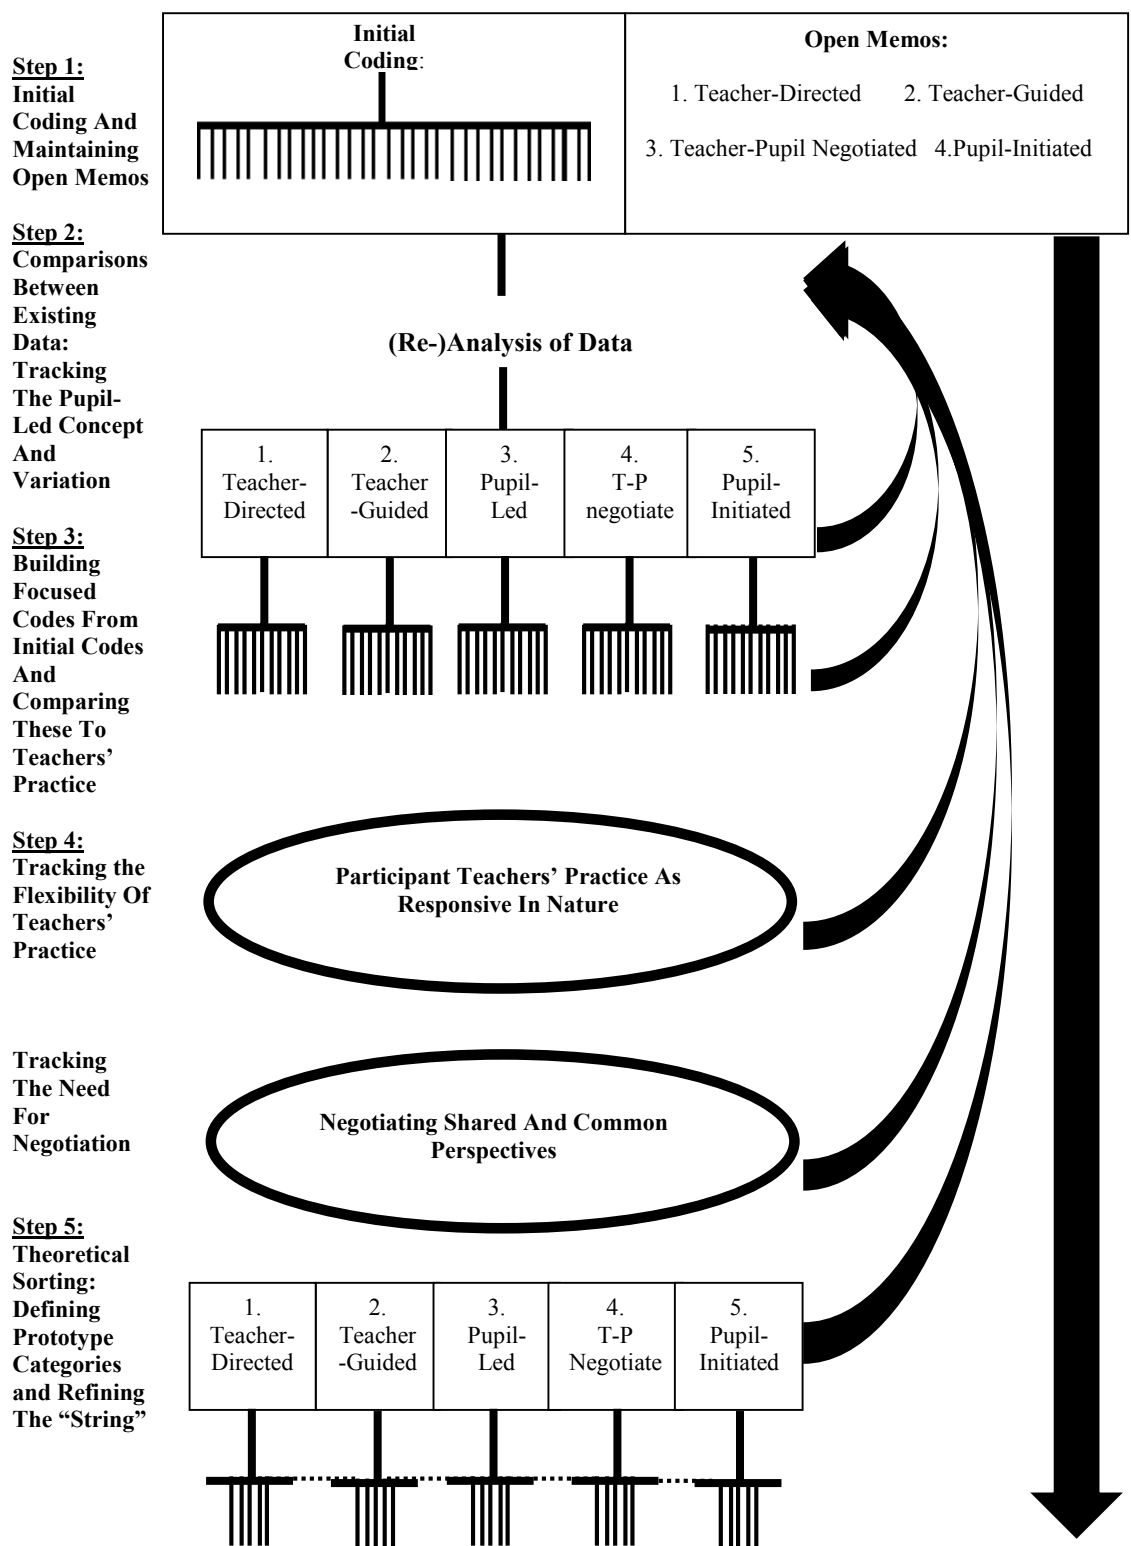 Step 1:
Initial
Coding And
Maintaining
Open Memos
Initial
Coding:
Open Memos:
1. Teacher-Directed 2. Teacher-Guided
3. Teacher-Pupil Negotiated 4.Pupil-Initiated
Step 2:
Comparisons
Between
Existing
Data:
Tracking
The Pupil-
Led Concept
And
Variation
(Re-)Analysis of Data
1.
Teacher-
Directed
2.
Teacher
-Guided
3.
Pupil-
Led
4.
T-P
negotiate
5.
Pupil-
Initiated
Step 3:
Building
Focused
Codes From
Initial Codes
And
Comparing
These To
Teachers’
Practice
Step 4:
Tracking the
Flexibility Of
Teachers’
Practice
Participant Teachers’ Practice As
Responsive In Nature
Tracking
The Need
For
Negotiation
Negotiating Shared And Common
Perspectives
Step 5:
Theoretical
Sorting:
Defining
Prototype
Categories
and Refining
The “String”
1.
Teacher-
Directed
2.
Teacher
-Guided
3.
Pupil-
Led
4.
T-P
Negotiate
5.
Pupil-
Initiated